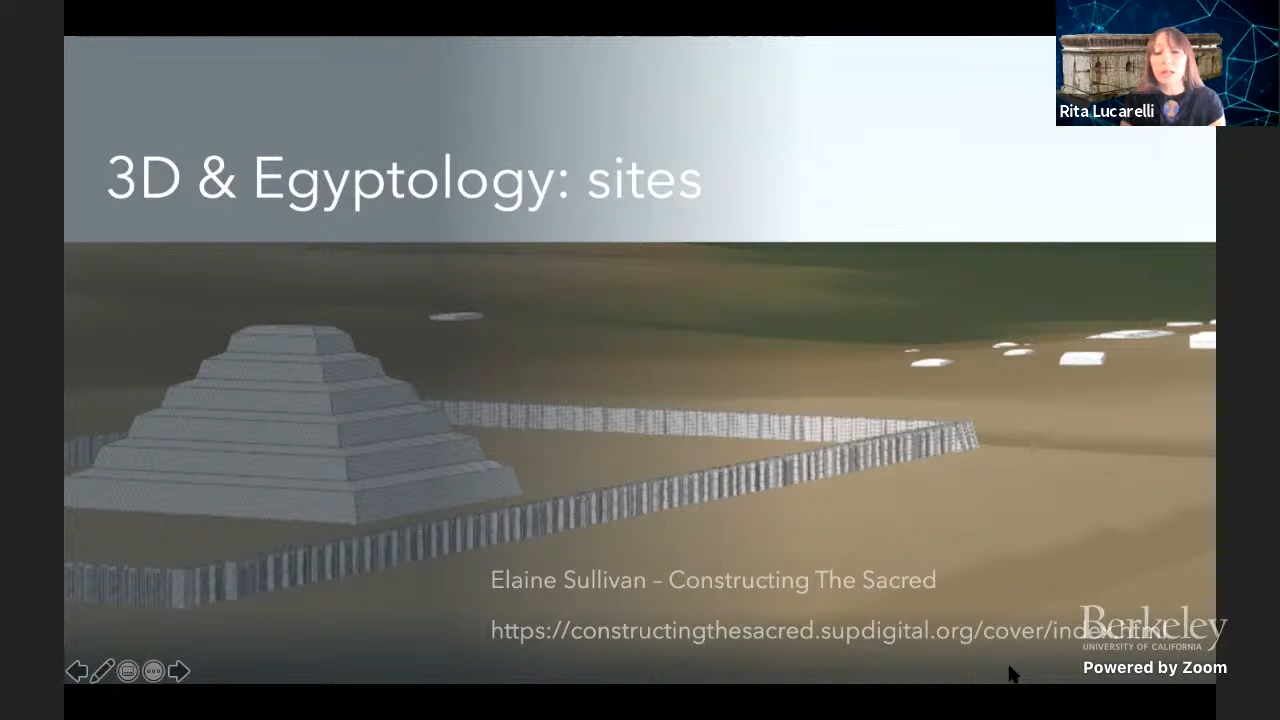 Rita Lucarelli
3D & Egyptology: sites
Elaine Sullivan – Constructing The Sacred
https://constructingthesacred.supdigital.org/cover/index.html
Berkeley
UNIVERSITY OF CALIFORNIA
Powered by Zoom